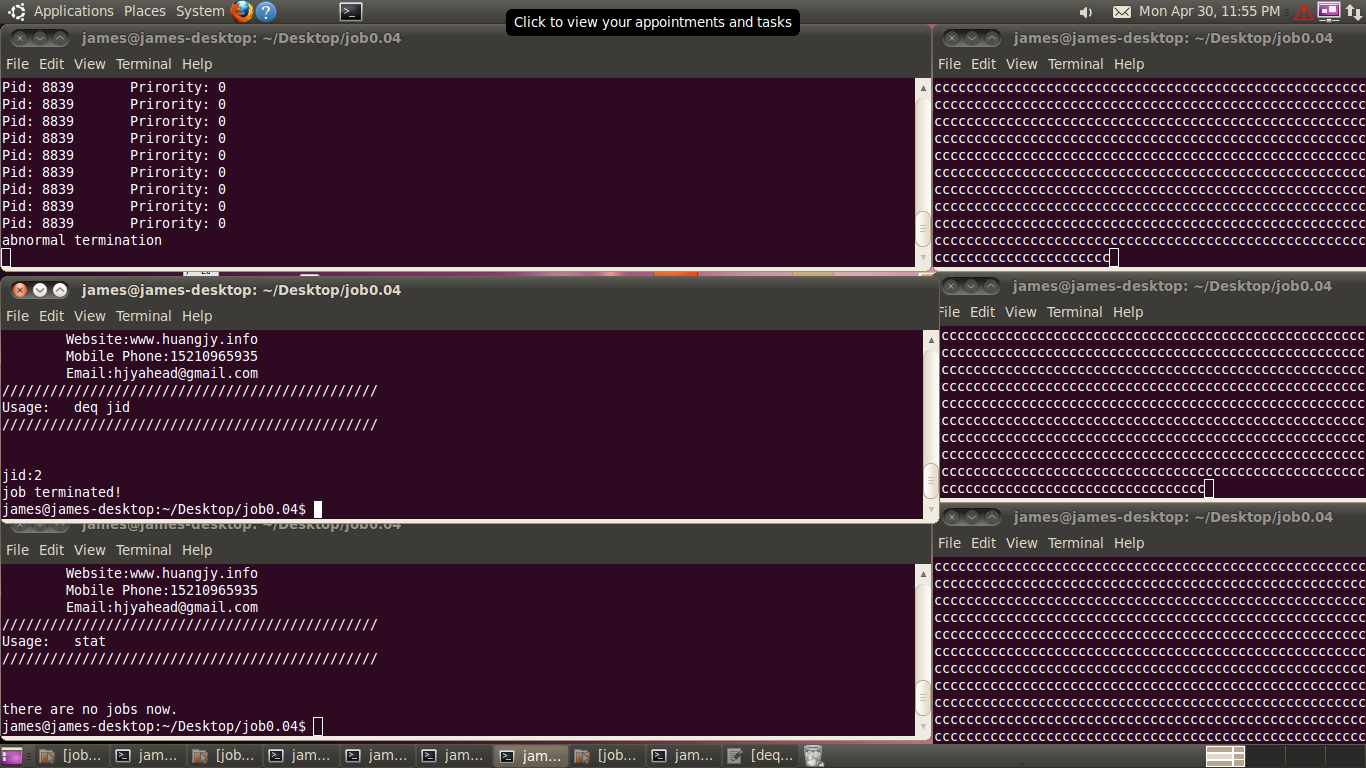 Applications Places System
Click to view your appointments and tasks
Mon Apr 30, 11:55 PM
james@james-desktop: ~/Desktop/job0.04
File Edit View Terminal Help
Pid: 8839 Prirority: 0
Pid: 8839 Prirority: 0
Pid: 8839 Prirority: 0
Pid: 8839 Prirority: 0
Pid: 8839 Prirority: 0
Pid: 8839 Prirority: 0
Pid: 8839 Prirority: 0
Pid: 8839 Prirority: 0
Pid: 8839 Prirority: 0
abnormal termination
james@james-desktop: ~/Desktop/job0.04
File Edit View Terminal Help
Website:www.huangjy.info
Mobile Phone:15210965935
Email:hjyahead@gmail.com
///////////////////////////////////////////////
Usage: deq jid
///////////////////////////////////////////////
jid:2
job terminated!
james@james-desktop:~/Desktop/job0.04$
james@james-desktop: ~/Desktop/job0.04
File Edit View Terminal Help
Website:www.huangjy.info
Mobile Phone:15210965935
Email:hjyahead@gmail.com
///////////////////////////////////////////////
Usage: stat
///////////////////////////////////////////////
there are no jobs now.
james@james-desktop:~/Desktop/job0.04$
james@james-desktop: ~/Desktop/job0.04
File Edit View Terminal Help
cccccccccccccccccccccccccccccccccccccccccccccccccccccc
cccccccccccccccccccccccccccccccccccccccccccccccccccccc
cccccccccccccccccccccccccccccccccccccccccccccccccccccc
cccccccccccccccccccccccccccccccccccccccccccccccccccccc
cccccccccccccccccccccccccccccccccccccccccccccccccccccc
cccccccccccccccccccccccccccccccccccccccccccccccccccccc
cccccccccccccccccccccccccccccccccccccccccccccccccccccc
cccccccccccccccccccccccccccccccccccccccccccccccccccccc
cccccccccccccccccccccccccccccccccccccccccccccccccccccc
cccccccccccccccccccccccccccccccccccccccccccccccccccccc
cccccccccccccccccccccc
james@james-desktop: ~/Desktop/job0.04
File Edit View Terminal Help
ccccccccccccccccccccccccccccccccccccccccccccccccccccc
ccccccccccccccccccccccccccccccccccccccccccccccccccccc
ccccccccccccccccccccccccccccccccccccccccccccccccccccc
ccccccccccccccccccccccccccccccccccccccccccccccccccccc
ccccccccccccccccccccccccccccccccccccccccccccccccccccc
ccccccccccccccccccccccccccccccccccccccccccccccccccccc
ccccccccccccccccccccccccccccccccccccccccccccccccccccc
ccccccccccccccccccccccccccccccccccccccccccccccccccccc
ccccccccccccccccccccccccccccccccccccccccccccccccccccc
ccccccccccccccccccccccccccccccccc
james@james-desktop: ~/Desktop/job0.04
File Edit View Terminal Help
cccccccccccccccccccccccccccccccccccccccccccccccccccccc
cccccccccccccccccccccccccccccccccccccccccccccccccccccc
cccccccccccccccccccccccccccccccccccccccccccccccccccccc
cccccccccccccccccccccccccccccccccccccccccccccccccccccc
cccccccccccccccccccccccccccccccccccccccccccccccccccccc
cccccccccccccccccccccccccccccccccccccccccccccccccccccc
cccccccccccccccccccccccccccccccccccccccccccccccccccccc
cccccccccccccccccccccccccccccccccccccccccccccccccccccc
cccccccccccccccccccccccccccccccccccccccccccccccccccccc
cccccccccccccccccccccccccccccccccccccccccccccccccccccc
cccccccccccccccccccccccccccccccccccccccccccccccccccccc
[job... jam... [job... jam... jam... jam... jam... [job... jam... [deq...